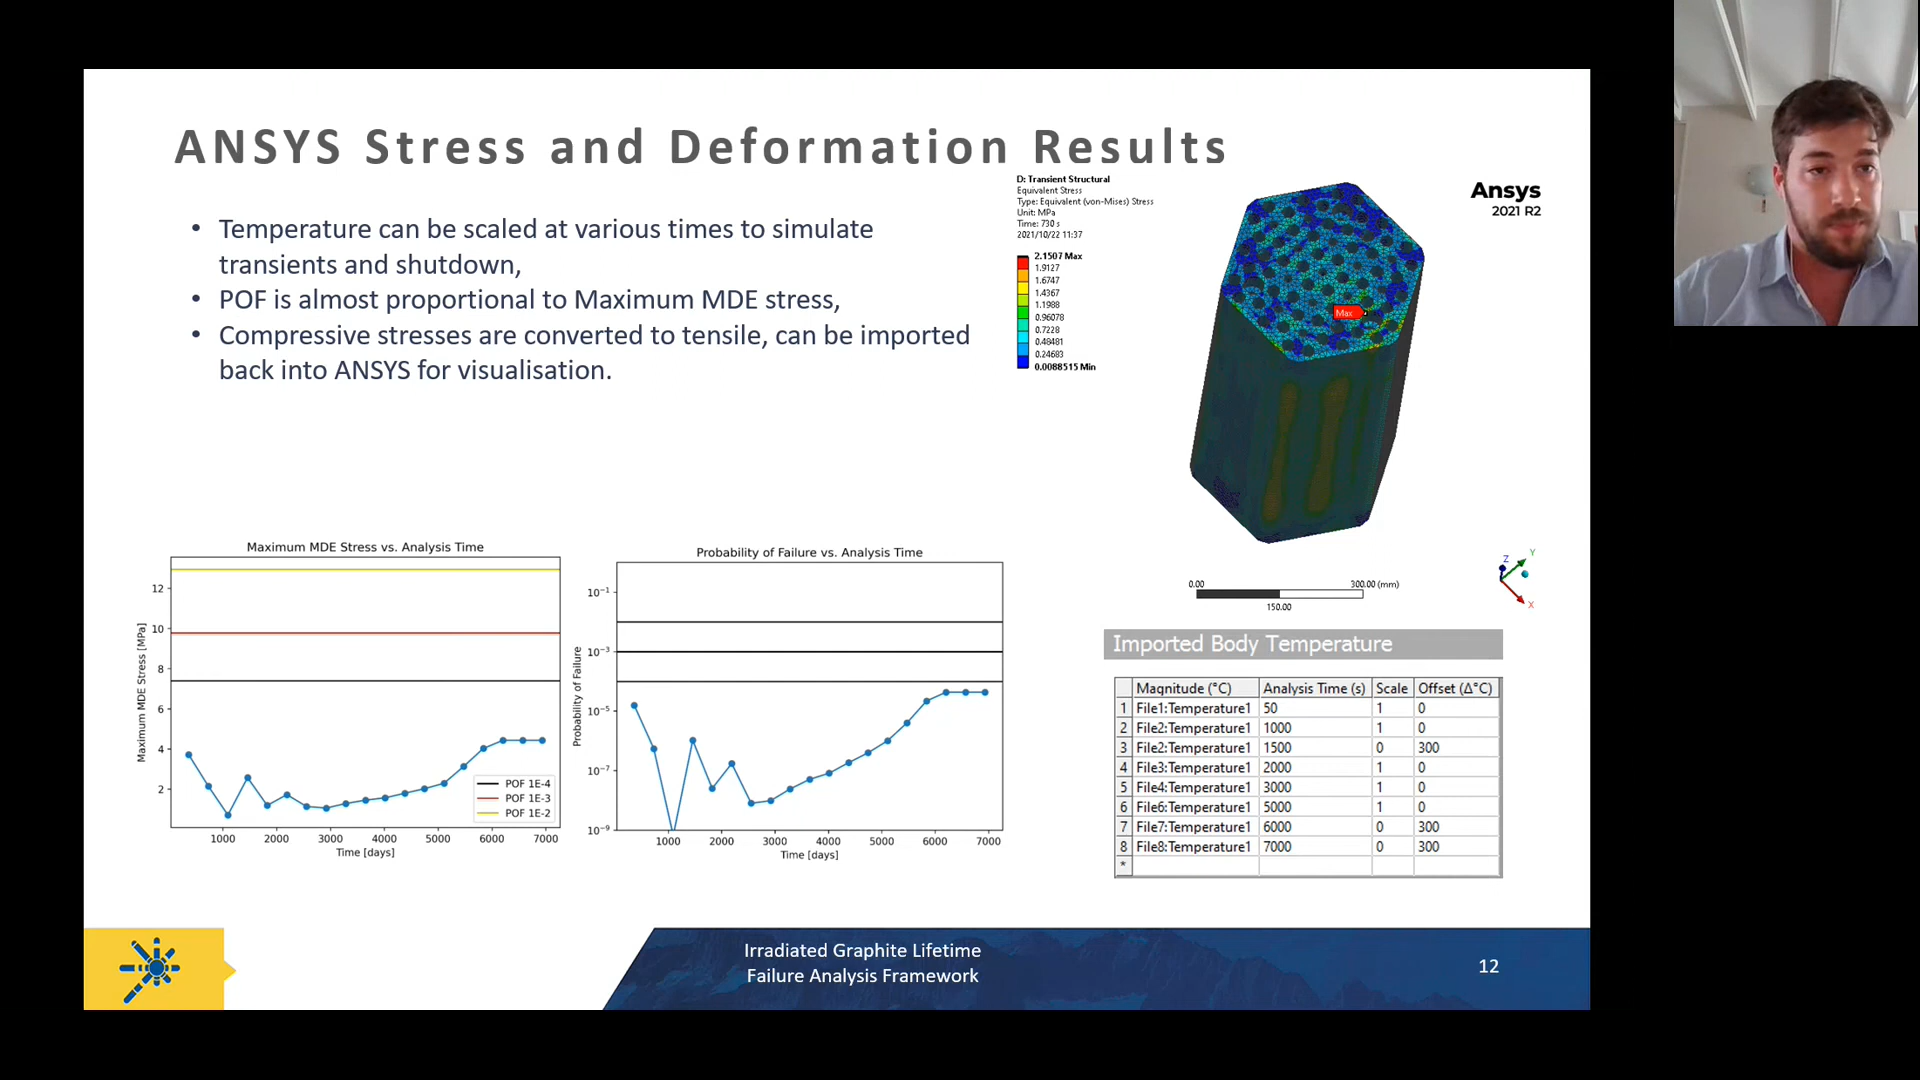 ANSYS Stress and Deformation Results
• Temperature can be scaled at various times to simulate
transients and shutdown,
• POF is almost proportional to Maximum MDE stress,
• Compressive stresses are converted to tensile, can be imported
back into ANSYS for visualisation.
D: Transient Structural
Equivalent Stress
Type: Equivalent (von-Mises) Stress
Unit: MPa
Time: 730 s
2021/10/22 11:37
2.1507 Max
1.9127
1.6747
1.4367
1.1988
0.96078
0.7228
0.48481
0.24683
0.0088515 Min
Max
Ansys
2021 R2
0.00
300.00 (mm)
150.00
Z
Y
X
Maximum MDE Stress vs. Analysis Time
Maximum MDE Stress [MPa]
12
10
8
6
4
2
POF 1E-4
POF 1E-3
POF 1E-2
1000 2000 3000 4000 5000 6000 7000
Time [days]
Probability of Failure vs. Analysis Time
Probability of Failure
10⁻¹
10⁻³
10⁻⁵
10⁻⁷
10⁻⁹
1000 2000 3000 4000 5000 6000 7000
Time [days]
Imported Body Temperature
Magnitude (°C) Analysis Time (s) Scale Offset (Δ°C)
1 File1:Temperature1 50 1 0
2 File2:Temperature1 1000 1 0
3 File2:Temperature1 1500 0 300
4 File3:Temperature1 2000 1 0
5 File4:Temperature1 3000 1 0
6 File6:Temperature1 5000 1 0
7 File7:Temperature1 6000 0 300
8 File8:Temperature1 7000 0 300
*
Irradiated Graphite Lifetime
Failure Analysis Framework
12